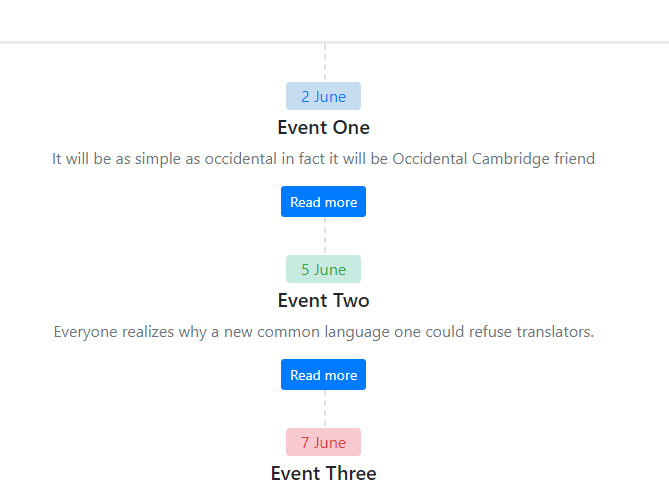 2 June
Event One
It will be as simple as occidental in fact it will be Occidental Cambridge friend
Read more
5 June
Event Two
Everyone realizes why a new common language one could refuse translators.
Read more
7 June
Event Three